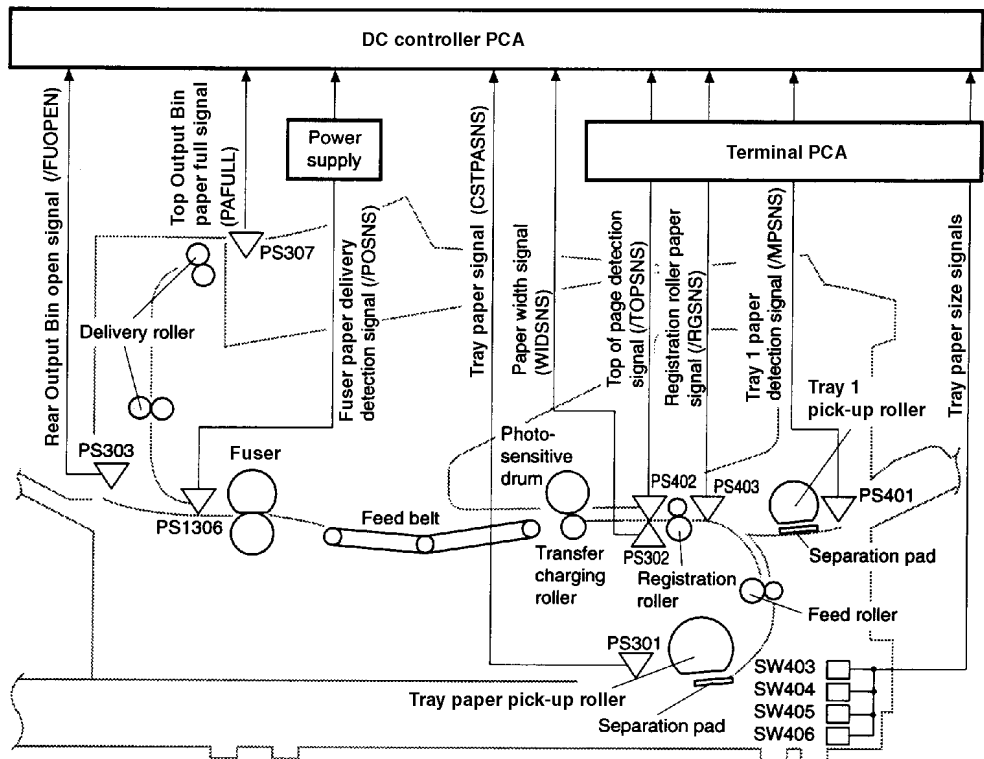 DC controller PCA
Power
supply
Terminal PCA
Rear Output Bin open signal (/FUOPEN)
Top Output Bin
paper full signal
(PAFULL)
Fuser paper delivery
detection signal (/POSNS)
Tray paper signal (CSTPASNS)
Paper width signal
(WIDSNS)
Top of page detection
signal (/TOPSNS)
Registration roller paper
signal (/RGSNS)
Tray 1 paper
detection signal (/MPSNS)
Tray paper size signals
PS307
Delivery roller
Tray 1
pick-up roller
PS303
Fuser
Photo-
sensitive
drum
PS402
PS403
PS401
PS1306
Feed belt
Transfer
charging
roller
PS302
Registration
roller
Separation pad
Feed roller
PS301
Tray paper pick-up roller
Separation pad
SW403
SW404
SW405
SW406